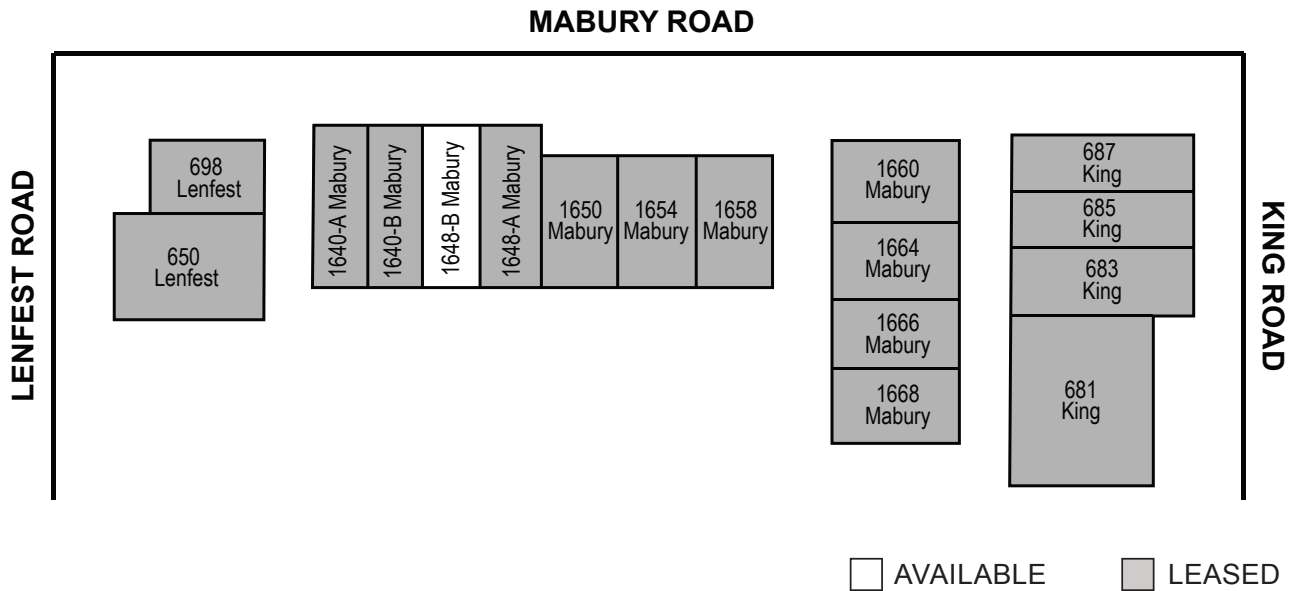 MABURY ROAD
LENFEST ROAD
698
Lenfest
650
Lenfest
1640-A Mabury
1640-B Mabury
1648-B Mabury
1648-A Mabury
1650
Mabury
1654
Mabury
1658
Mabury
1660
Mabury
1664
Mabury
1666
Mabury
1668
Mabury
687
King
685
King
683
King
681
King
KING ROAD
AVAILABLE
LEASED